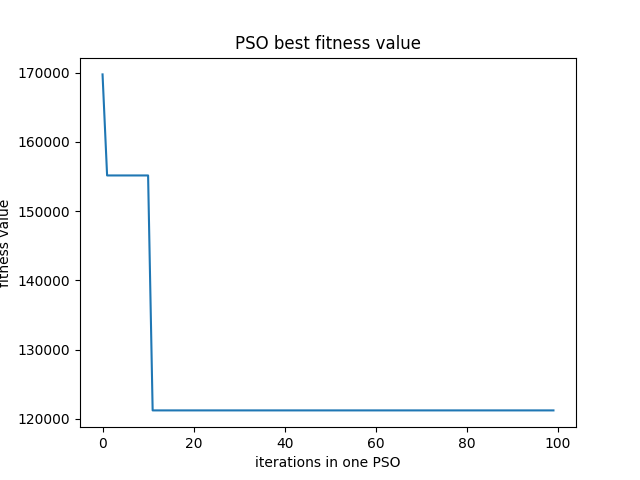 PSO best fitness value
170000
160000
150000
140000
130000
120000
fitness value
0 20 40 60 80 100
iterations in one PSO